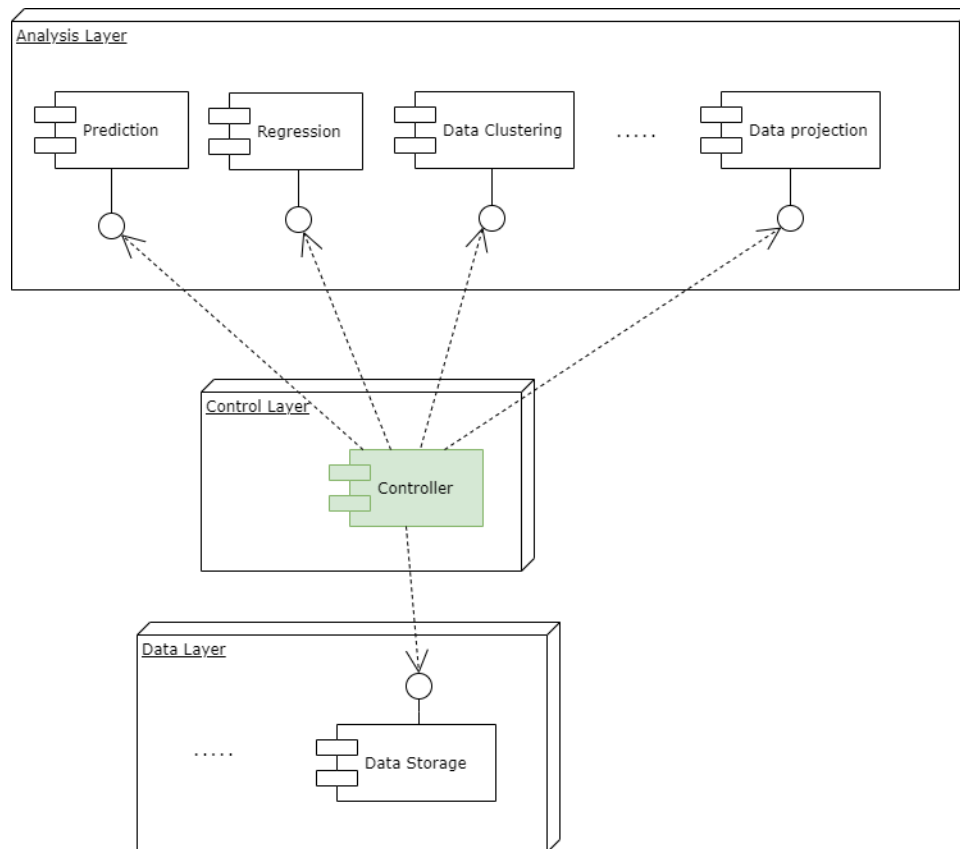 Analysis Layer
Prediction
Regression
Data Clustering
.....
Data projection
Control Layer
Controller
Data Layer
.....
Data Storage